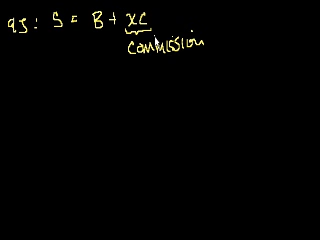 95: S = B + xC
commission